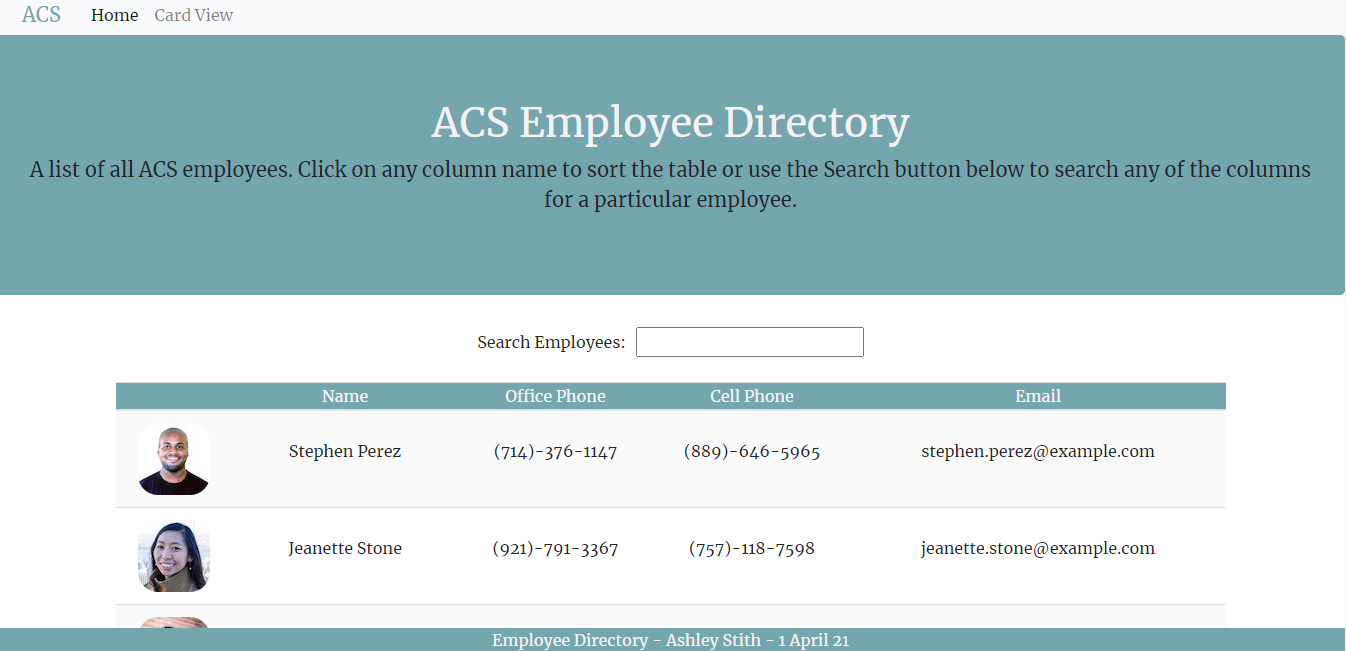 ACS Home Card View
ACS Employee Directory
A list of all ACS employees. Click on any column name to sort the table or use the Search button below to search any of the columns
for a particular employee.
Search Employees:
Name Office Phone Cell Phone Email
Stephen Perez (714)-376-1147 (889)-646-5965 stephen.perez@example.com
Jeanette Stone (921)-791-3367 (757)-118-7598 jeanette.stone@example.com
Employee Directory - Ashley Stith - 1 April 21